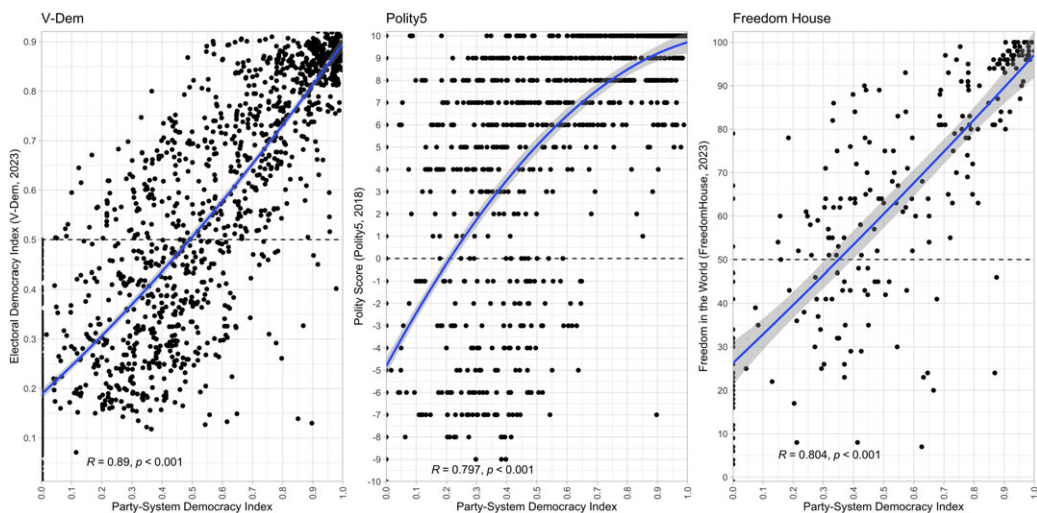 V-Dem
Electoral Democracy Index (V-Dem, 2023)
0.9
0.8
0.7
0.6
0.5
0.4
0.3
0.2
0.1
R = 0.89, p < 0.001
0.0 0.1 0.2 0.3 0.4 0.5 0.6 0.7 0.8 0.9 1.0
Party-System Democracy Index
Polity5
Polity Score (Polity5, 2018)
10
9
8
7
6
5
4
3
2
1
0
-1
-2
-3
-4
-5
-6
-7
-8
-9
-10
R = 0.797, p < 0.001
0.0 0.1 0.2 0.3 0.4 0.5 0.6 0.7 0.8 0.9 1.0
Party-System Democracy Index
Freedom House
Freedom in the World (FreedomHouse, 2023)
100
90
80
70
60
50
40
30
20
10
0
R = 0.804, p < 0.001
0.0 0.1 0.2 0.3 0.4 0.5 0.6 0.7 0.8 0.9 1.0
Party-System Democracy Index